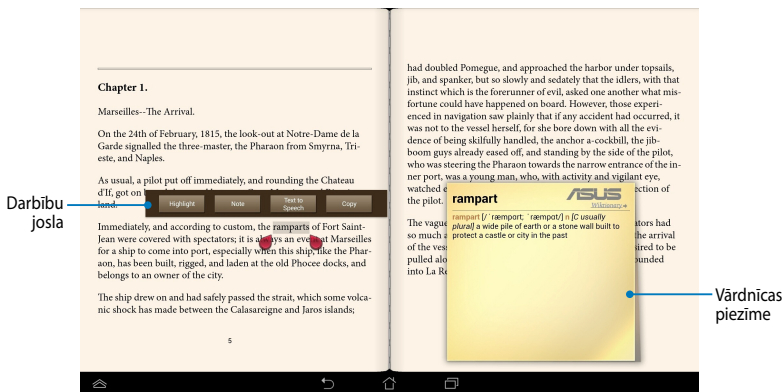 Chapter 1.
Marseilles--The Arrival.
On the 24th of February, 1815, the look-out at Notre-Dame de la
Garde signalled the three-master, the Pharaon from Smyrna, Tri-
este, and Naples.
As usual, a pilot put off immediately, and rounding the Chateau
d'If, got on
land.
Highlight
Note
Text to
Speech
Copy
Immediately, and according to custom, the ramparts of Fort Saint-
Jean were covered with spectators; it is always an event at Marseilles
for a ship to come into port, especially when this ship, like the Phar-
aon, has been built, rigged, and laden at the old Phocee docks, and
belongs to an owner of the city.
The ship drew on and had safely passed the strait, which some volca-
nic shock has made between the Calasareigne and Jaros islands;
5
had doubled Pomegue, and approached the harbor under topsails,
jib, and spanker, but so slowly and sedately that the idlers, with that
instinct which is the forerunner of evil, asked one another what mis-
fortune could have happened on board. However, those experi-
enced in navigation saw plainly that if any accident had occurred, it
was not to the vessel herself, for she bore down with all the evi-
dence of being skilfully handled, the anchor a-cockbill, the jib-
boom guys already eased off, and standing by the side of the pilot,
who was steering the Pharaon towards the narrow entrance of the in-
ner port, was a young man, who, with activity and vigilant eye,
watched ection of
the pilot.
The vague ators had
so much a the arrival
of the vess sired to be
pulled alo ounded
into La Re
rampart
ASUS
Wiktionary
rampart [/ ˈræmpɔrt; ˈræmpət/] n [C usually
plural] a wide pile of earth or a stone wall built to
protect a castle or city in the past
Darbību
josla
Vārdnīcas
piezīme